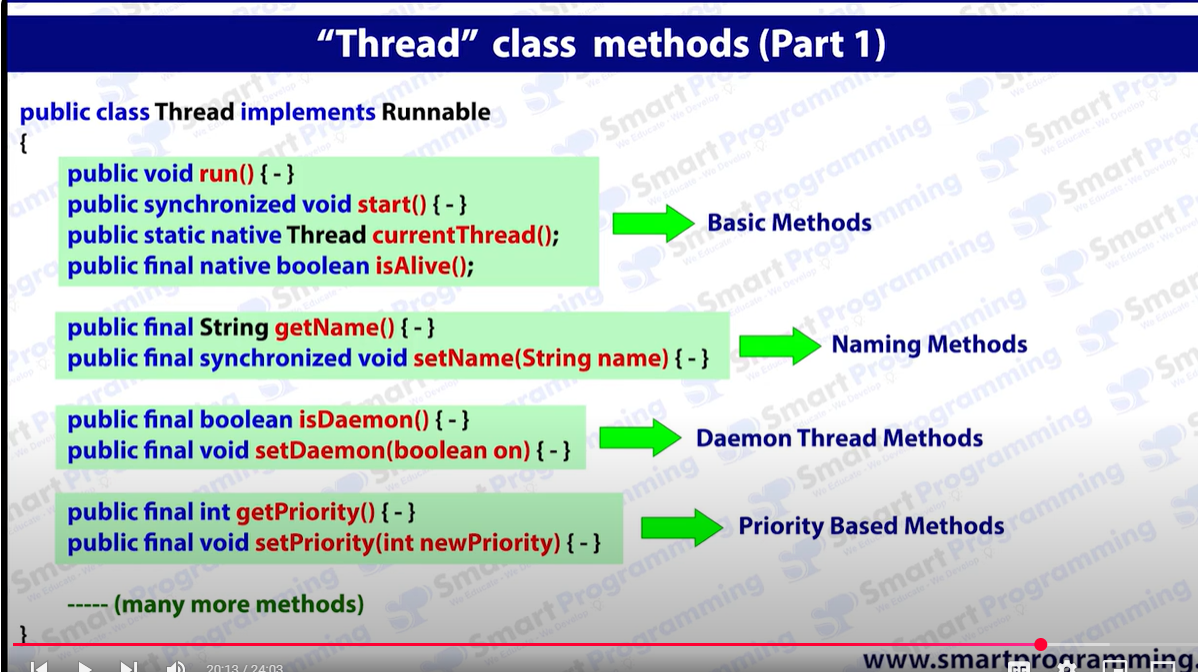 “Thread” class methods (Part 1)
public class Thread implements Runnable
{
public void run() { - }
public synchronized void start() { - }
public static native Thread currentThread();
public final native boolean isAlive();
Basic Methods
public final String getName() { - }
public final synchronized void setName(String name) { - }
Naming Methods
public final boolean isDaemon() { - }
public final void setDaemon(boolean on) { - }
Daemon Thread Methods
public final int getPriority() { - }
public final void setPriority(int newPriority) { - }
Priority Based Methods
----- (many more methods)
}
20:13 / 24:03
www.smartprogramming